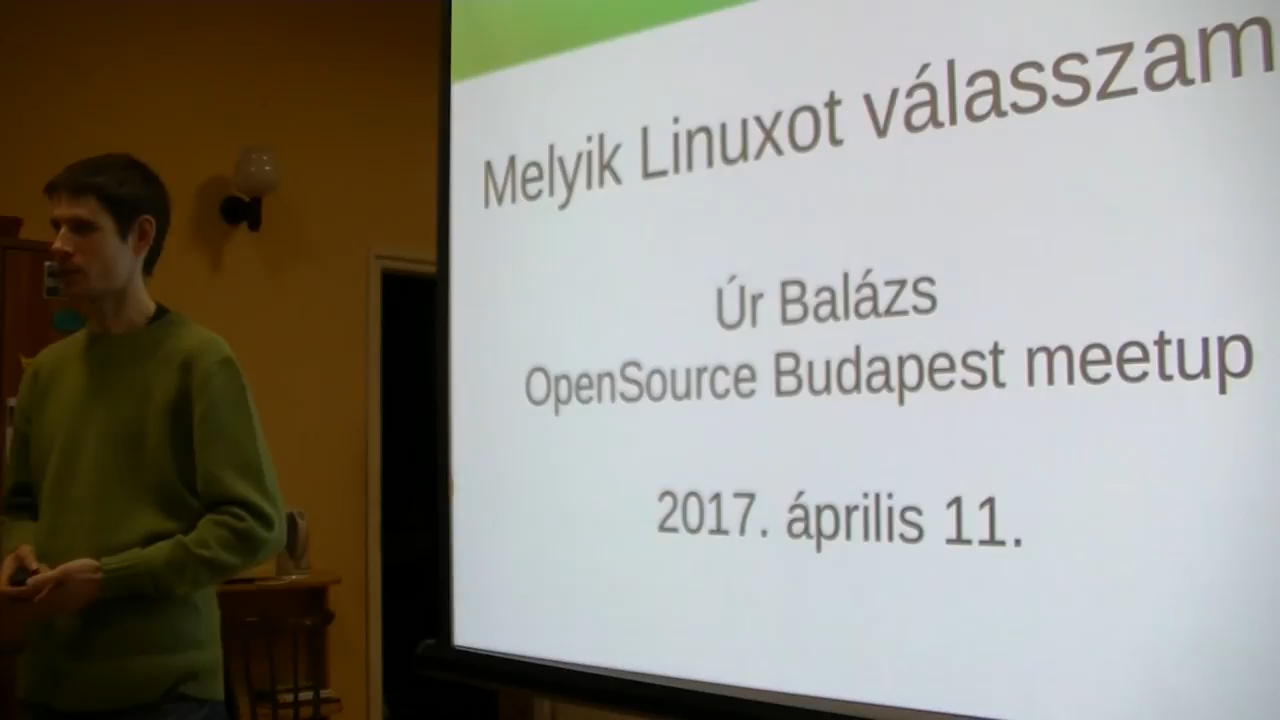 Melyik Linuxot válasszam
Úr Balázs
OpenSource Budapest meetup
2017. április 11.